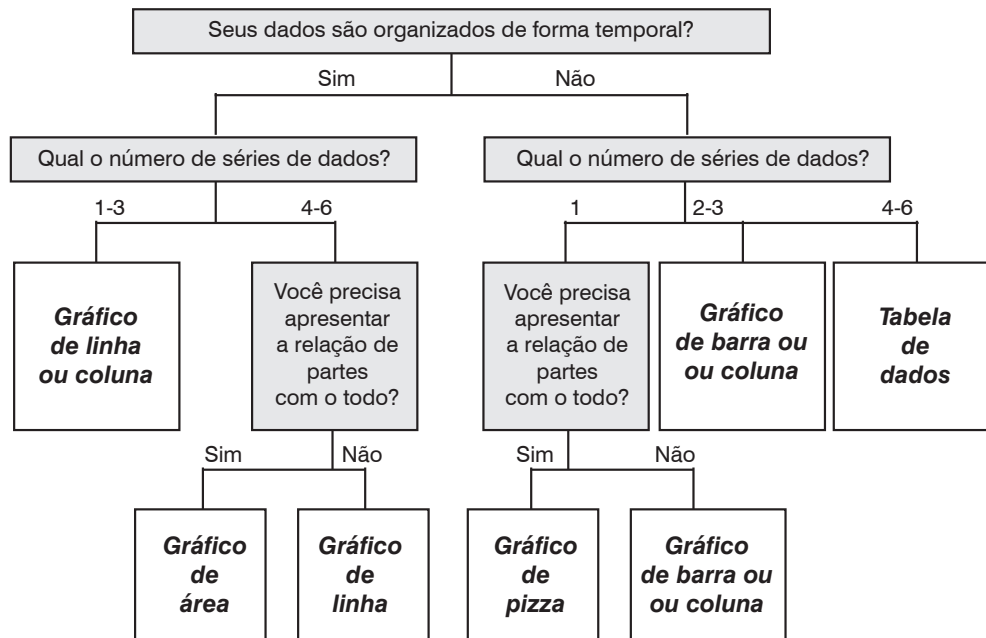 Seus dados são organizados de forma temporal?
Sim
Não
Qual o número de séries de dados?
Qual o número de séries de dados?
1-3
4-6
1
2-3
4-6
Gráfico
de linha
ou coluna
Você precisa
apresentar
a relação de
partes
com o todo?
Você precisa
apresentar
a relação de
partes
com o todo?
Gráfico
de barra ou
ou coluna
Tabela
de
dados
Sim
Não
Sim
Não
Gráfico
de
área
Gráfico
de
linha
Gráfico
de
pizza
Gráfico
de barra ou
ou coluna